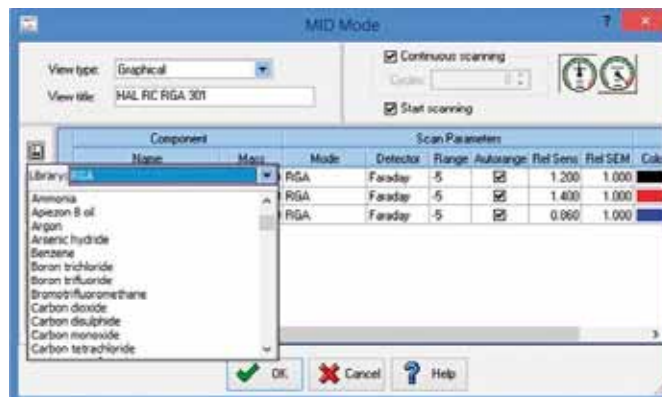 MID Mode
?
View type: Graphical
View title: HAL RC RGA 301
Continuous scanning
Cycles: 0
Start scanning
Component
Scan Parameters
Name Mass Mode Detector Range Autorange Rel Sens Rel SEM
Library: RGA
RGA Faraday -5 1.200 1.000
RGA Faraday -5 1.400 1.000
RGA Faraday -5 0.860 1.000
Ammonia
Apezon B oil
Argon
Arsenic hydride
Benzene
Boron trichloride
Boron trifluoride
Bromotrifluoromethane
Carbon dioxide
Carbon disulphide
Carbon monoxide
Carbon tetrachloride
OK Cancel ? Help